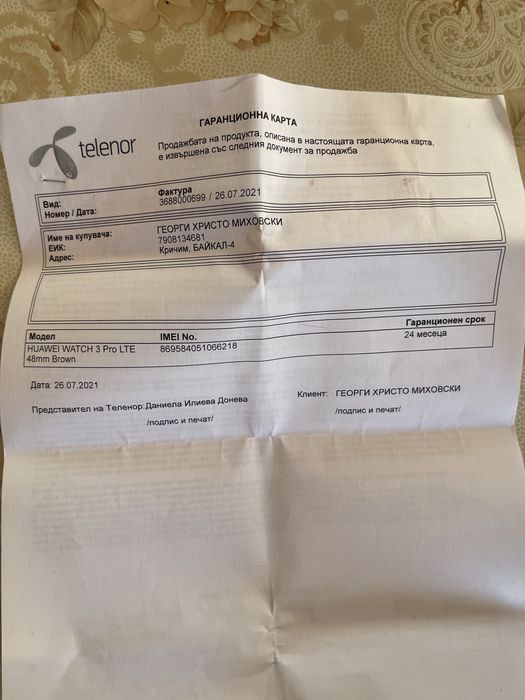 telenor
ГАРАНЦИОННА КАРТА
Продажбата на продукта, описана в настоящата гаранционна карта,
е извършена със следния документ за продажба
Вид: Фактура
Номер / Дата: 3688000699 / 26.07.2021
Име на купувача: ГЕОРГИ ХРИСТО МИХОВСКИ
ЕИК: 7908134681
Адрес: Кричим, БАЙКАЛ-4
Модел IMEI No. Гаранционен срок
HUAWEI WATCH 3 Pro LTE 869584051066218 24 месеца
48mm Brown
Дата: 26.07.2021
Представител на Теленор:Даниела Илиева Донева Клиент: ГЕОРГИ ХРИСТО МИХОВСКИ
/подпис и печат/ /подпис и печат/